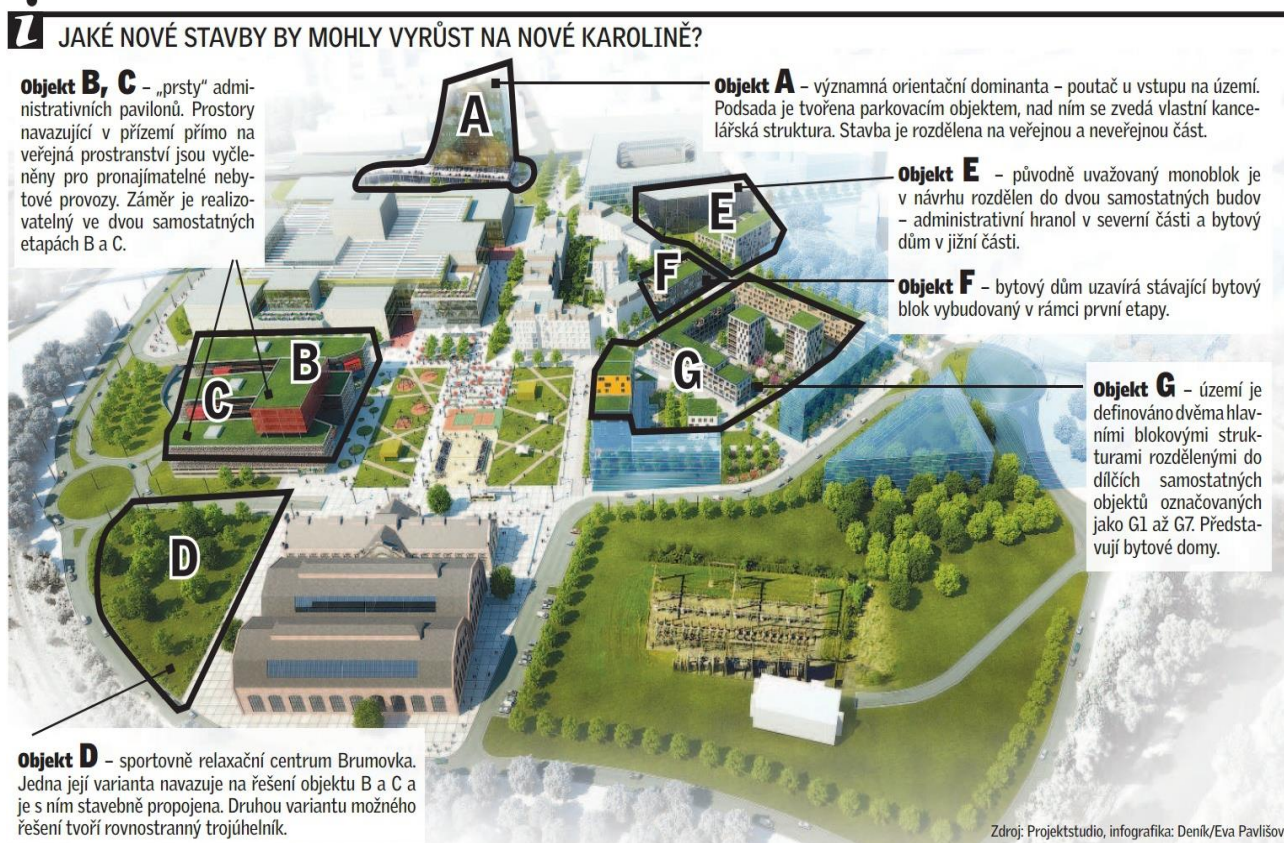 i JAKÉ NOVÉ STAVBY BY MOHLY VYRŮST NA NOVÉ KAROLINĚ?
Objekt B, C – „prsty“ admi-
nistrativních pavilonů. Prostory
navazující v přízemí přímo na
veřejná prostranství jsou vyčle-
něny pro pronajímatelné neby-
tové provozy. Záměr je realizo-
vatelný ve dvou samostatných
etapách B a C.
Objekt A – významná orientační dominanta – poutač u vstupu na území.
Podsada je tvořena parkovacím objektem, nad ním se zvedá vlastní kance-
lářská struktura. Stavba je rozdělena na veřejnou a neveřejnou část.
Objekt E – původně uvažovaný monoblok je
v návrhu rozdělen do dvou samostatných budov
– administrativní hranol v severní části a bytový
dům v jižní části.
Objekt F – bytový dům uzavírá stávající bytový
blok vybudovaný v rámci první etapy.
Objekt G – území je
definováno dvěma hlav-
ními blokovými struk-
turami rozdělenými do
dílčích samostatných
objektů označovaných
jako G1 až G7. Předsta-
vují bytové domy.
A
E
F
B
G
C
D
Objekt D – sportovně relaxační centrum Brumovka.
Jedna její varianta navazuje na řešení objektu B a C a
je s ním stavebně propojena. Druhou variantu možného
řešení tvoří rovnostranný trojúhelník.
Zdroj: Projektstudio, infografika: Deník/Eva Pavlišov